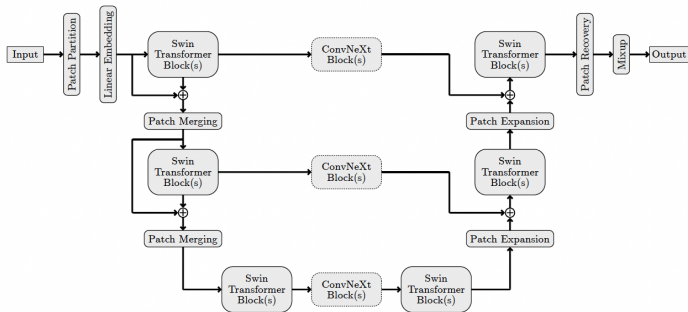 Input
Patch Partition
Linear Embedding
Swin
Transformer
Block(s)
ConvNeXt
Block(s)
Swin
Transformer
Block(s)
Patch Recovery
Mixup
Output
Patch Merging
Patch Expansion
Swin
Transformer
Block(s)
ConvNeXt
Block(s)
Swin
Transformer
Block(s)
Patch Merging
Patch Expansion
Swin
Transformer
Block(s)
ConvNeXt
Block(s)
Swin
Transformer
Block(s)